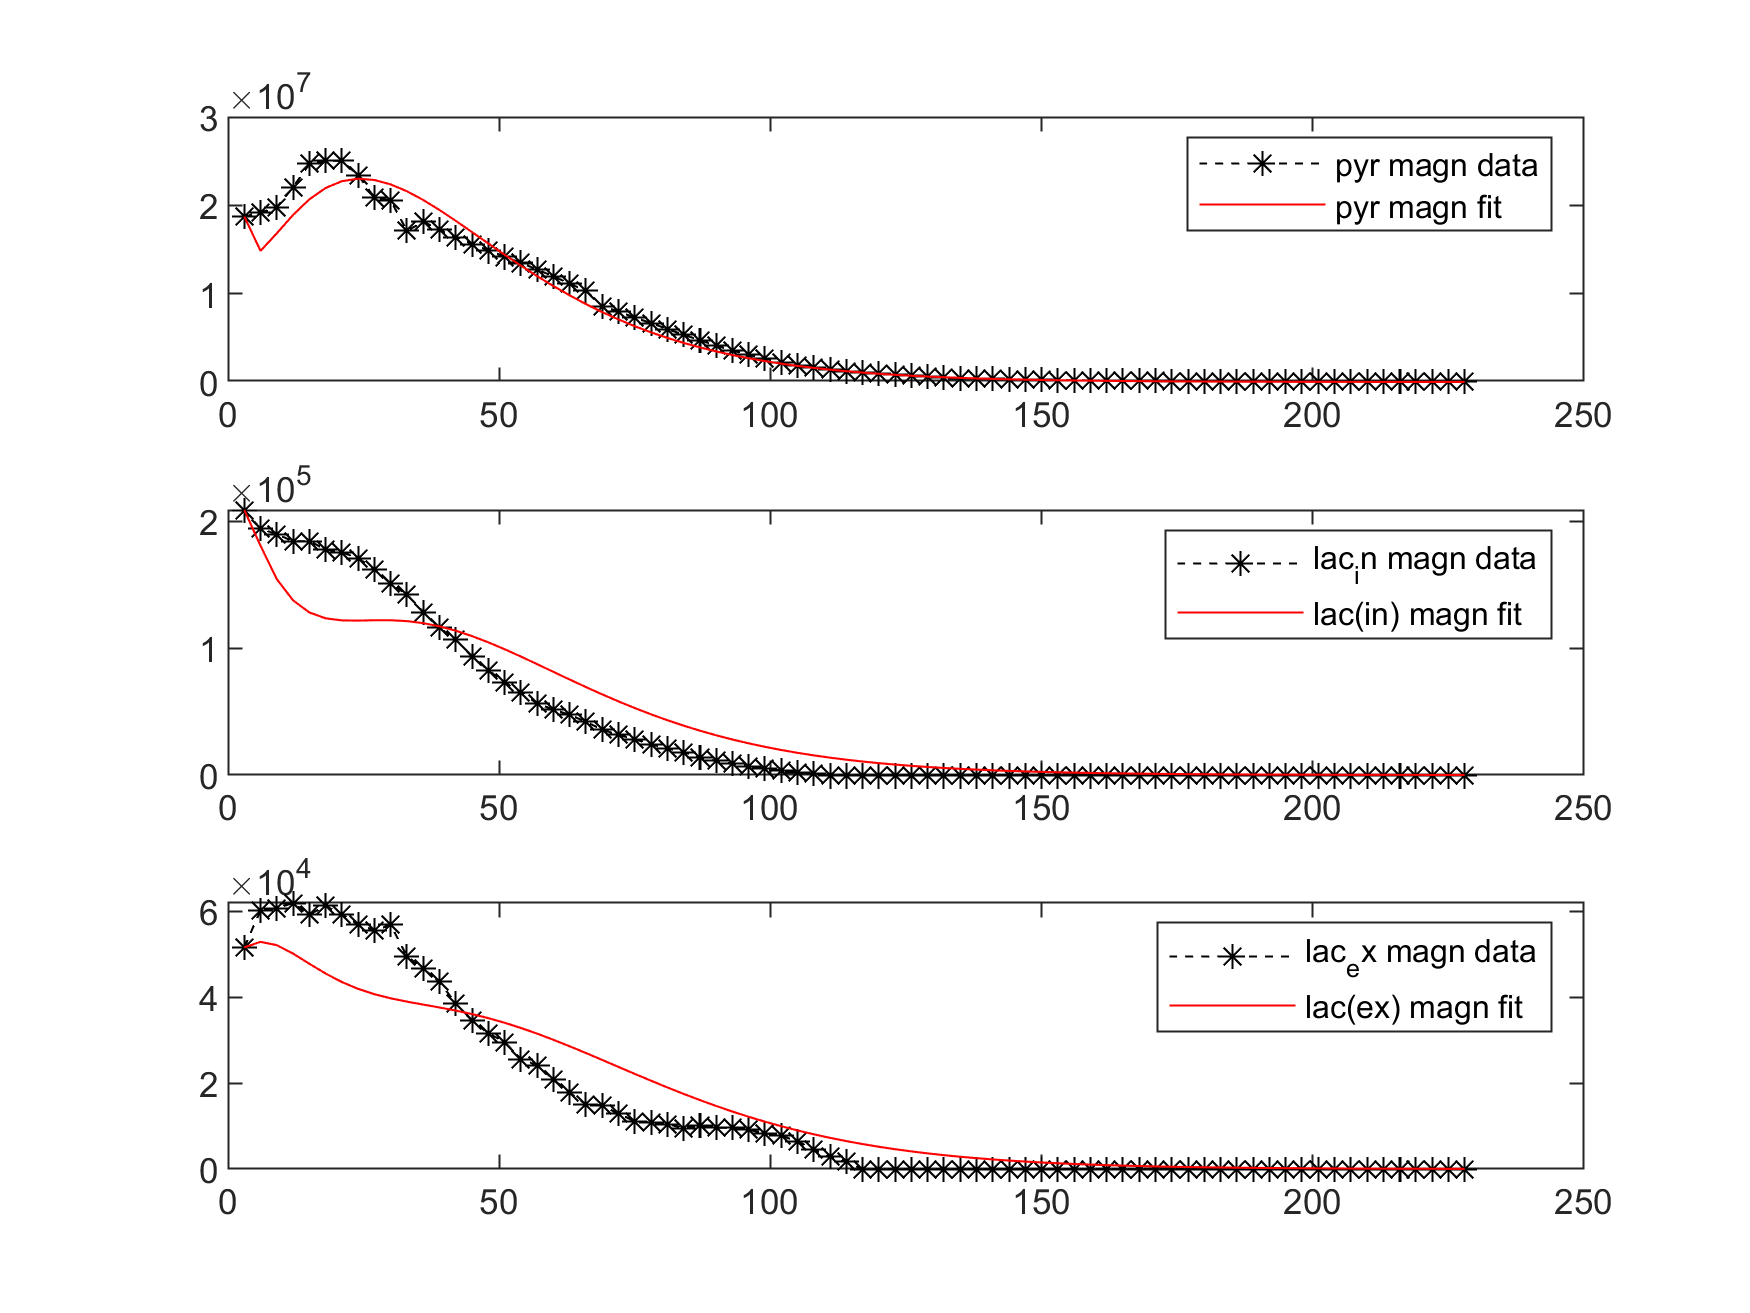 ×10^7
3
2
1
0
0 50 100 150 200 250
pyr magn data
pyr magn fit
×10^5
2
1
0
0 50 100 150 200 250
lac_in magn data
lac(in) magn fit
×10^4
6
4
2
0
0 50 100 150 200 250
lac_ex magn data
lac(ex) magn fit